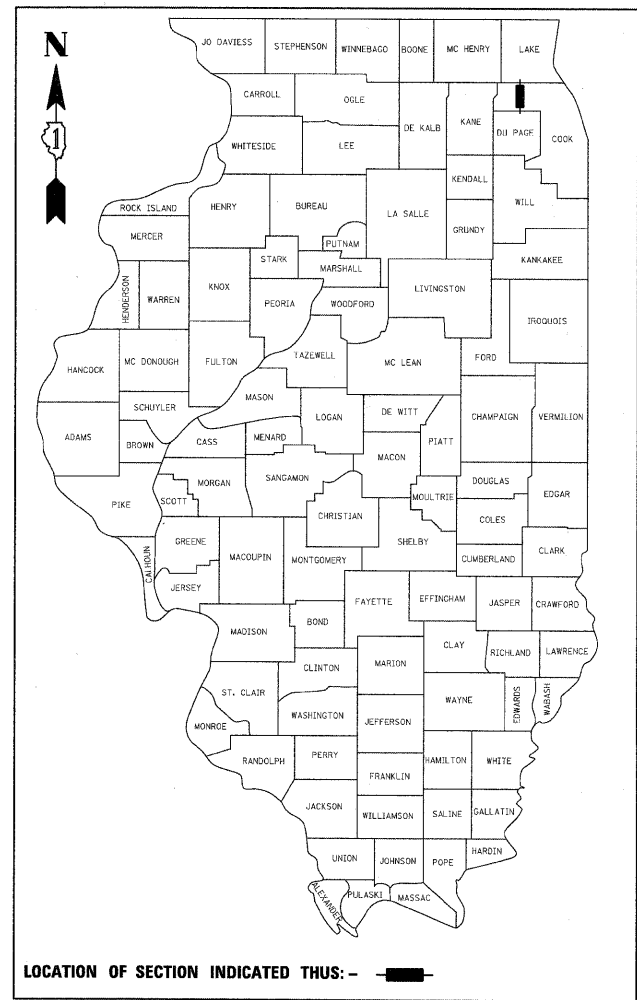 JO DAVIESS STEPHENSON WINNEBAGO BOONE MC HENRY LAKE
N
CARROLL OGLE
DE KALB KANE
DU PAGE COOK
1
WHITESIDE LEE
KENDALL
WILL
ROCK ISLAND HENRY BUREAU LA SALLE
MERCER PUTNAM GRUNDY
STARK MARSHALL KANKAKEE
HENDERSON WARREN KNOX PEORIA WOODFORD LIVINGSTON
IROQUOIS
HANCOCK MC DONOUGH FULTON TAZEWELL MC LEAN FORD
MASON
SCHUYLER LOGAN DE WITT CHAMPAIGN VERMILION
ADAMS BROWN CASS MENARD PIATT
MACON
MORGAN SANGAMON DOUGLAS
PIKE SCOTT MOULTRIE EDGAR
CHRISTIAN COLES
GREENE SHELBY
CALHOUN MACOUPIN MONTGOMERY CUMBERLAND CLARK
JERSEY FAYETTE EFFINGHAM JASPER CRAWFORD
MADISON BOND
CLAY RICHLAND LAWRENCE
CLINTON MARION
ST. CLAIR WAYNE EDWARDS WABASH
WASHINGTON JEFFERSON
MONROE
RANDOLPH PERRY HAMILTON WHITE
FRANKLIN
JACKSON WILLIAMSON SALINE GALLATIN
UNION JOHNSON POPE HARDIN
ALEXANDER PULASKI MASSAC
LOCATION OF SECTION INDICATED THUS: -